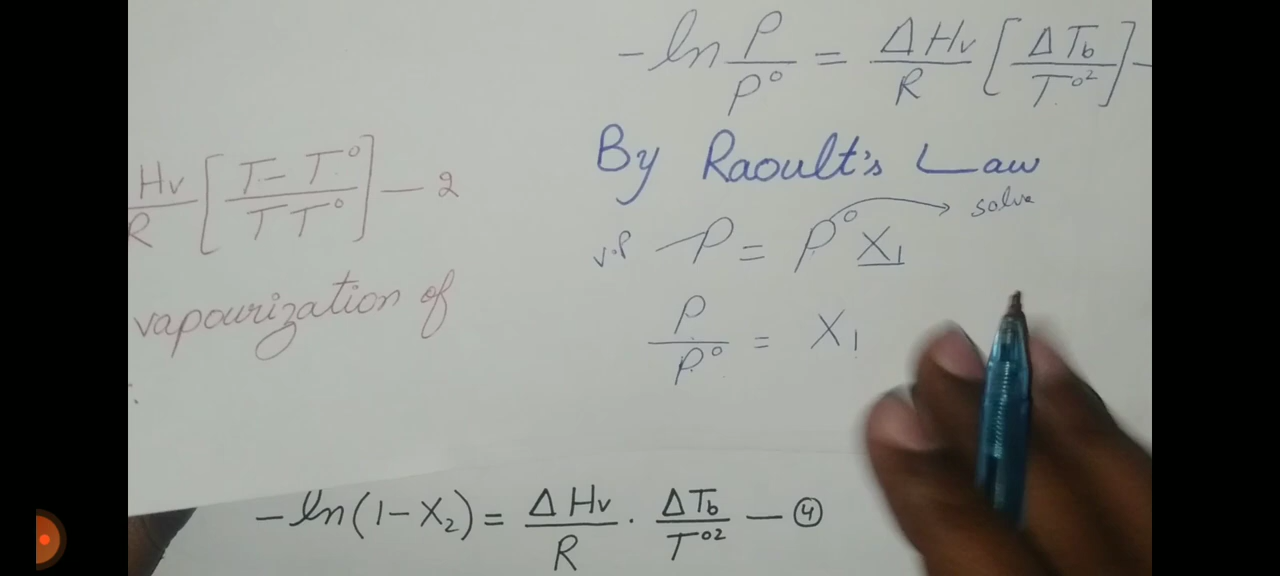 -ln P/P° = ΔHv/R [ΔTb/T°²] -
Hv/R [T-T°/TT°] - 2
vapourization of
By Raoult's Law
v.P P = P° X₁ → solve
P/P° = X₁
-ln(1-X₂) = ΔHv/R · ΔTb/T°² - ④